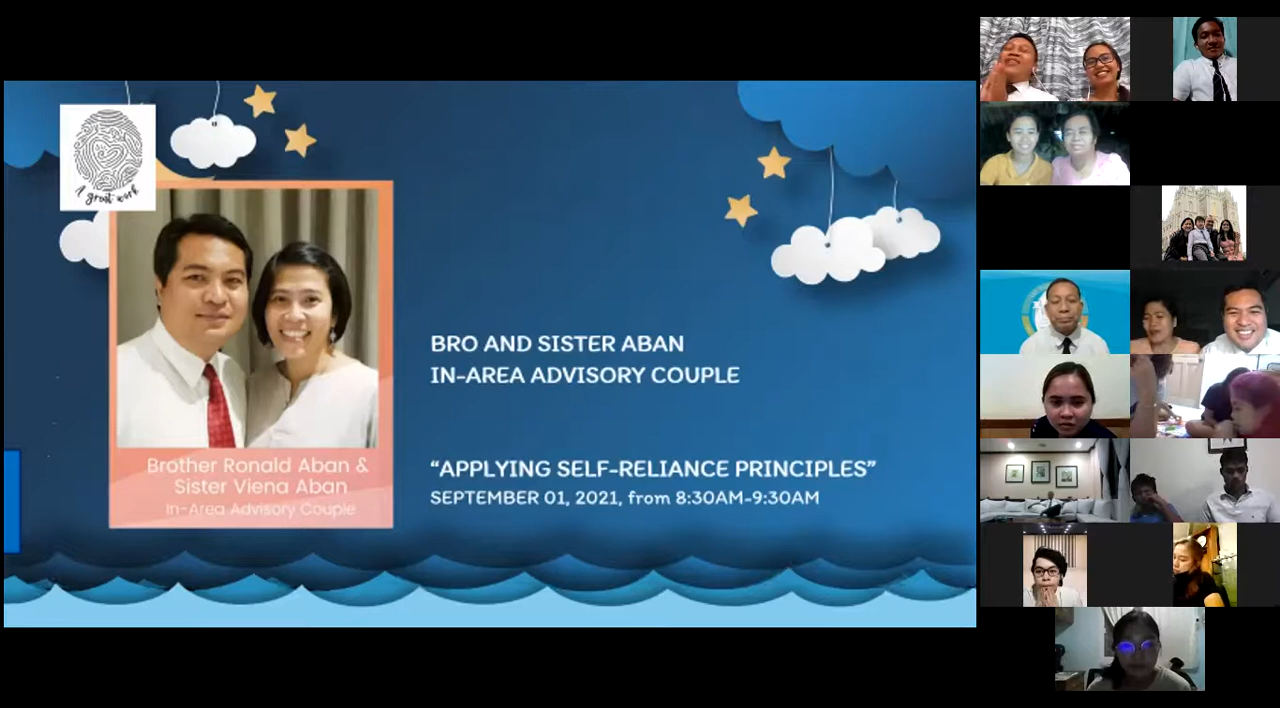 A great work
BRO AND SISTER ABAN
IN-AREA ADVISORY COUPLE
Brother Ronald Aban &
Sister Viena Aban
In-Area Advisory Couple
“APPLYING SELF-RELIANCE PRINCIPLES”
SEPTEMBER 01, 2021, from 8:30AM-9:30AM